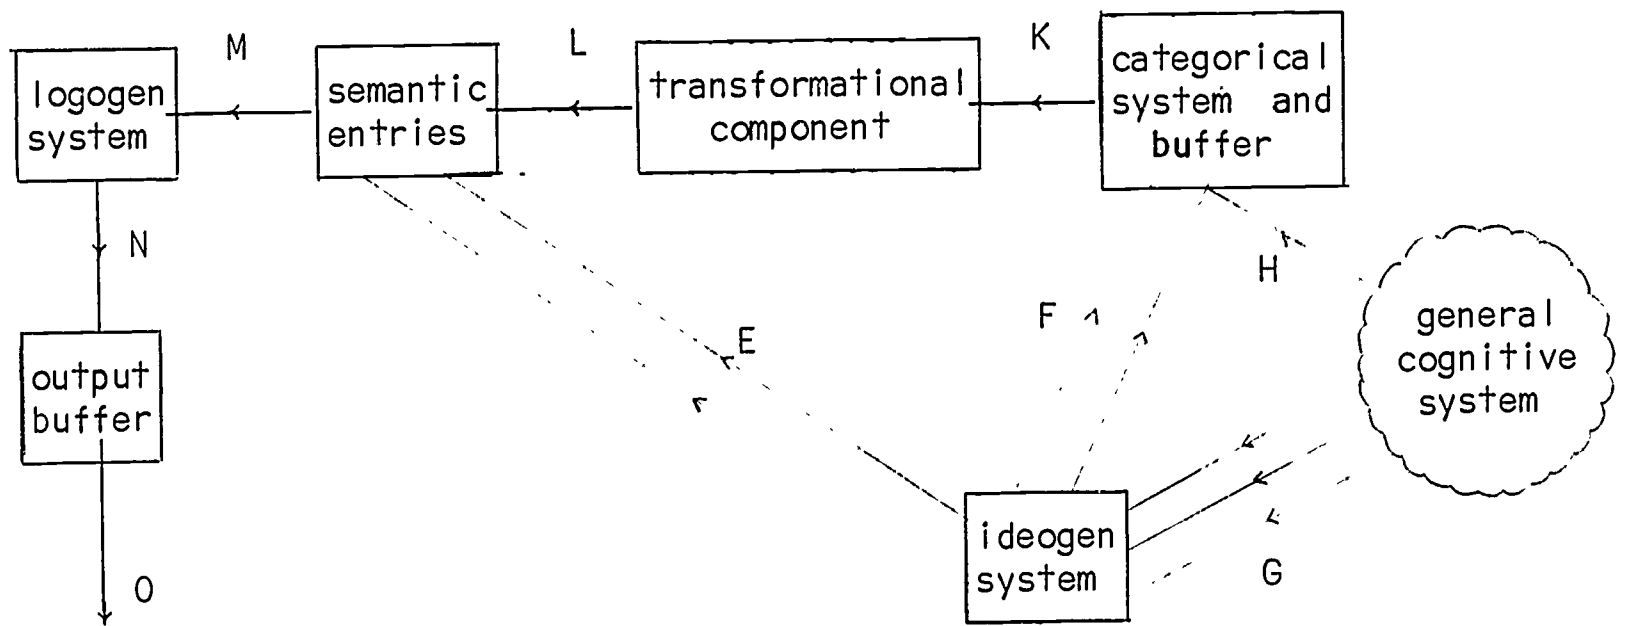 M
L
K
logogen
system
semantic
entries
transformational
component
categorical
system and
buffer
N
H
F
E
general
cognitive
system
output
buffer
ideogen
system
G
O